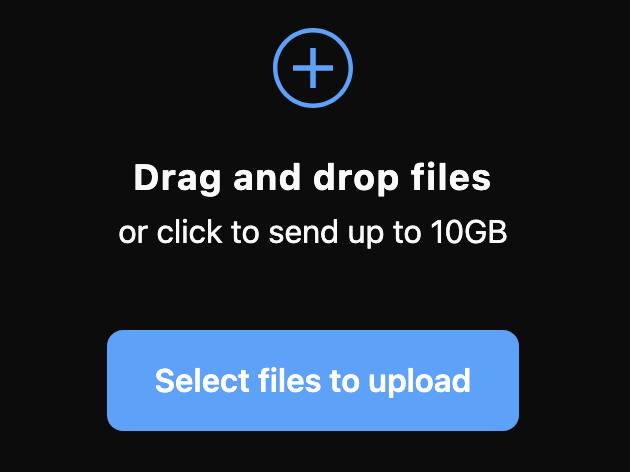 Drag and drop files
or click to send up to 10GB
Select files to upload